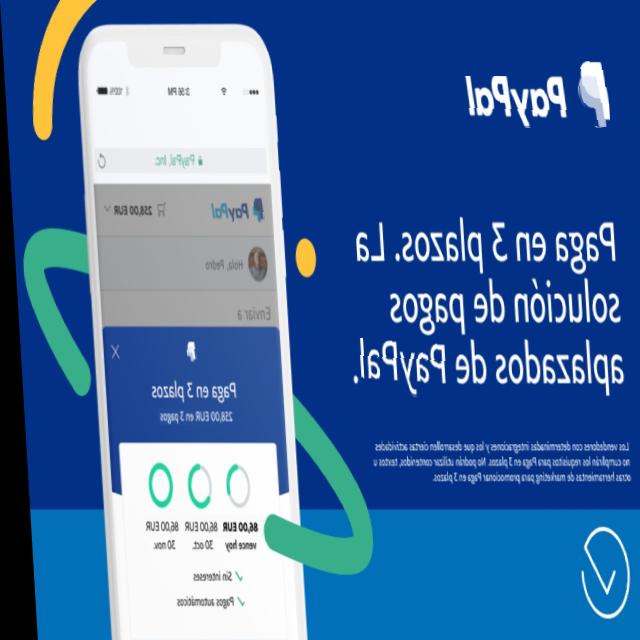 PayPal
Paga en 3 plazos. La
solución de pagos
aplazados de PayPal.
Los vendedores con determinadas integraciones y los que desarrollen ciertas actividades
no cumplirán los requisitos para Paga en 3 plazos. No podrán utilizar contenidos, textos u
otras herramientas de marketing para promocionar Paga en 3 plazos.
3:56 PM 100%
PayPal, Inc.
PayPal 258,00 EUR
Hola, Pedro
Enviar a
Paga en 3 plazos
258,00 EUR en 3 pagos
86,00 EUR 86,00 EUR 86,00 EUR
vence hoy 30 oct. 30 nov.
Sin intereses
Pagos automáticos